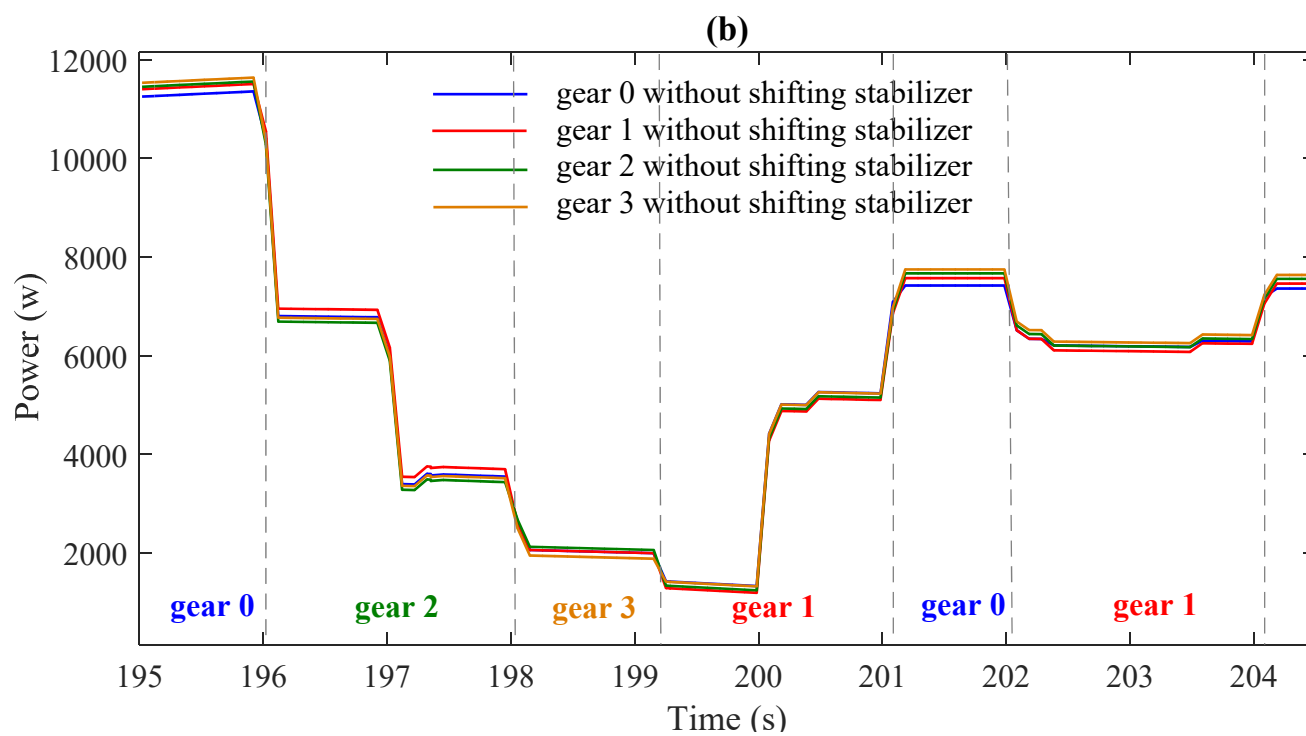 (b)
12000
10000
8000
6000
4000
2000
Power (w)
gear 0 without shifting stabilizer
gear 1 without shifting stabilizer
gear 2 without shifting stabilizer
gear 3 without shifting stabilizer
gear 0 gear 2 gear 3 gear 1 gear 0 gear 1
195 196 197 198 199 200 201 202 203 204
Time (s)